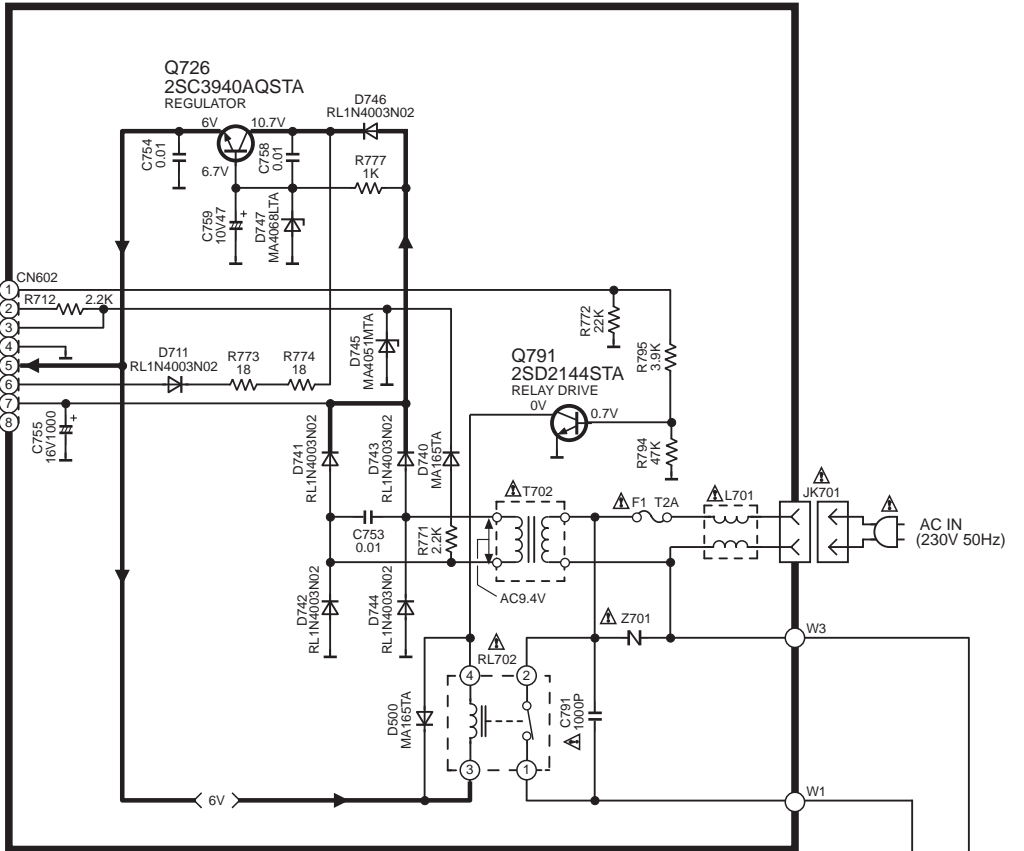 Q726
2SC3940AQSTA
REGULATOR
D746
RL1N4003N02
6V
10.7V
C754
0.01
C758
0.01
R777
1K
6.7V
C759
10V47
+
D747
MA4068LTA
CN602
1
2
3
4
5
6
7
8
R712
2.2K
R772
22K
R795
3.9K
D745
MA4051MTA
Q791
2SD2144STA
RELAY DRIVE
0V
0.7V
D711
RL1N4003N02
R773
18
R774
18
C755
16V1000
+
D741
RL1N4003N02
D743
RL1N4003N02
D740
MA165TA
R794
47K
T702
F1 T2A
L701
JK701
AC IN
(230V 50Hz)
C753
0.01
R771
2.2K
AC9.4V
D742
RL1N4003N02
D744
RL1N4003N02
Z701
W3
RL702
4
2
D500
MA165TA
C791
1000P
3
1
6V
W1